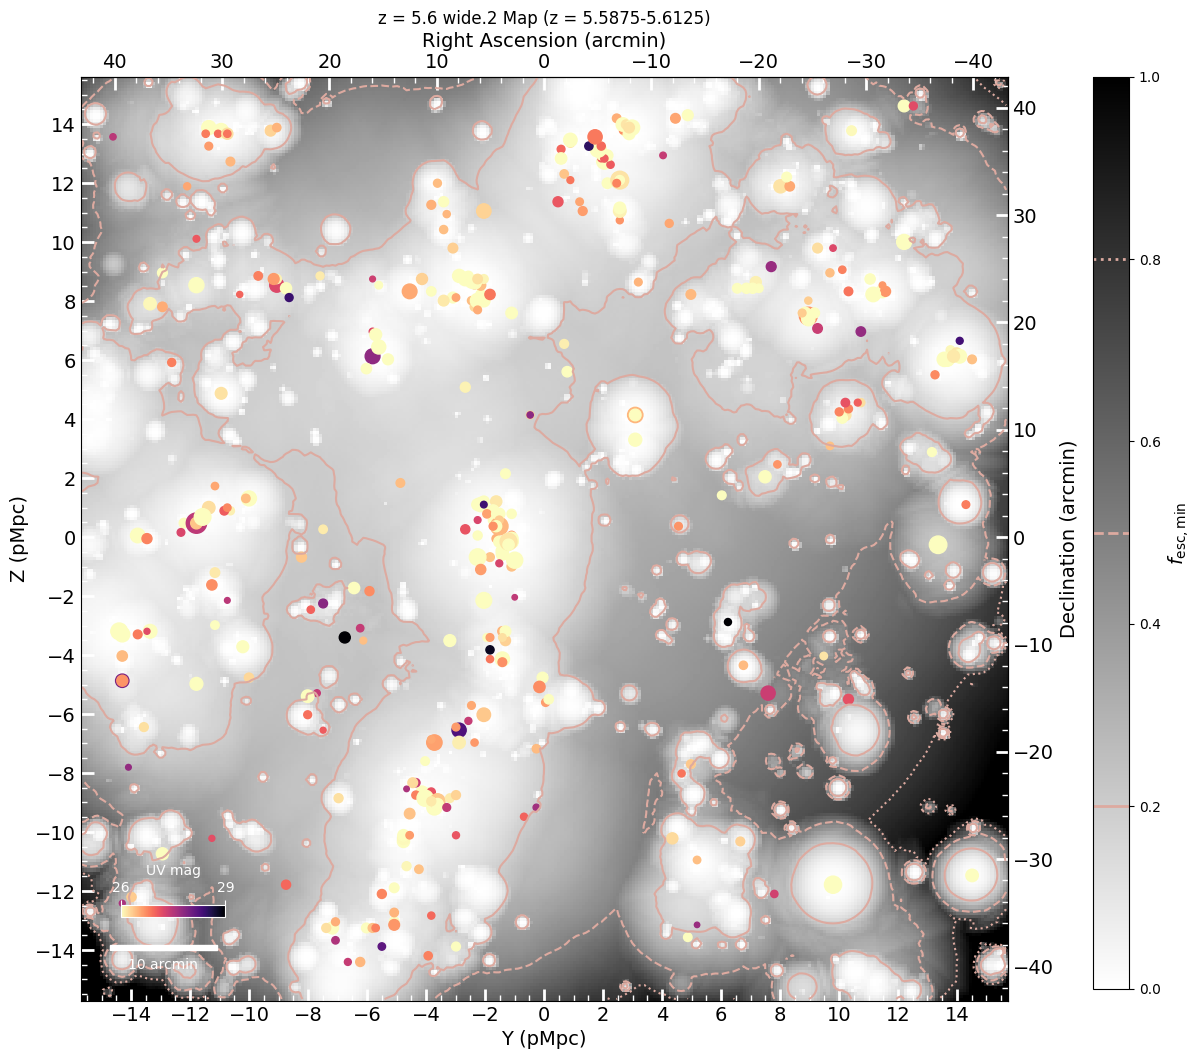 z = 5.6 wide.2 Map (z = 5.5875-5.6125)
Right Ascension (arcmin)
40 30 20 10 0 −10 −20 −30 −40
14 12 10 8 6 4 2 0 −2 −4 −6 −8 −10 −12 −14
Z (pMpc)
40 30 20 10 0 −10 −20 −30 −40
Declination (arcmin)
1.0 0.8 0.6 0.4 0.2 0.0
fesc,min
UV mag
26 29
10 arcmin
−14 −12 −10 −8 −6 −4 −2 0 2 4 6 8 10 12 14
Y (pMpc)